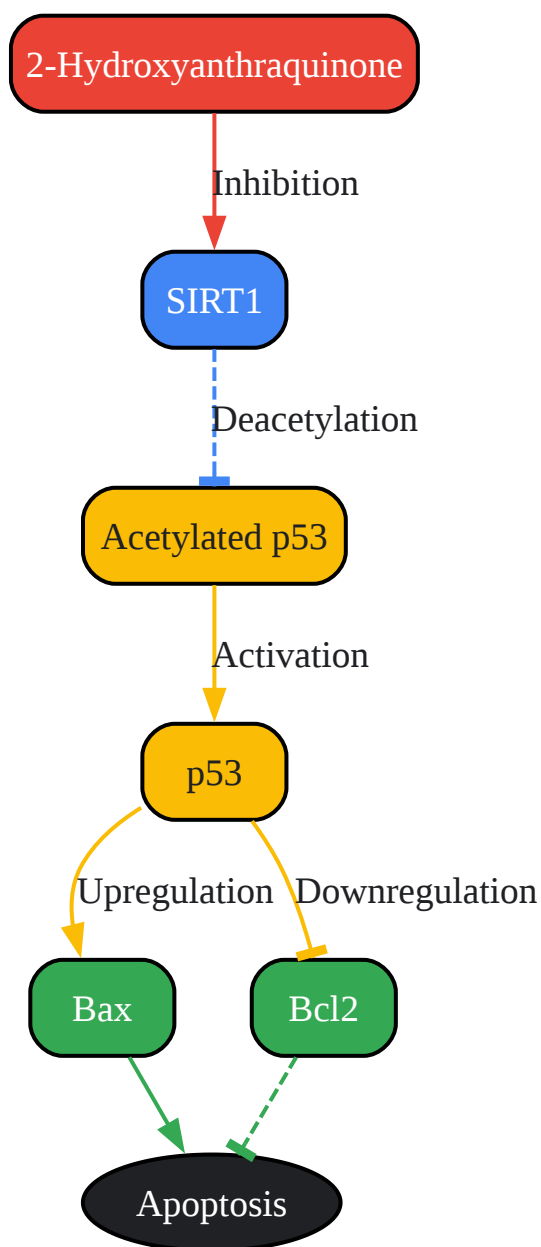 2-Hydroxyanthraquinone
Inhibition
SIRT1
Deacetylation
Acetylated p53
Activation
p53
Upregulation
Downregulation
Bax
Bcl2
Apoptosis